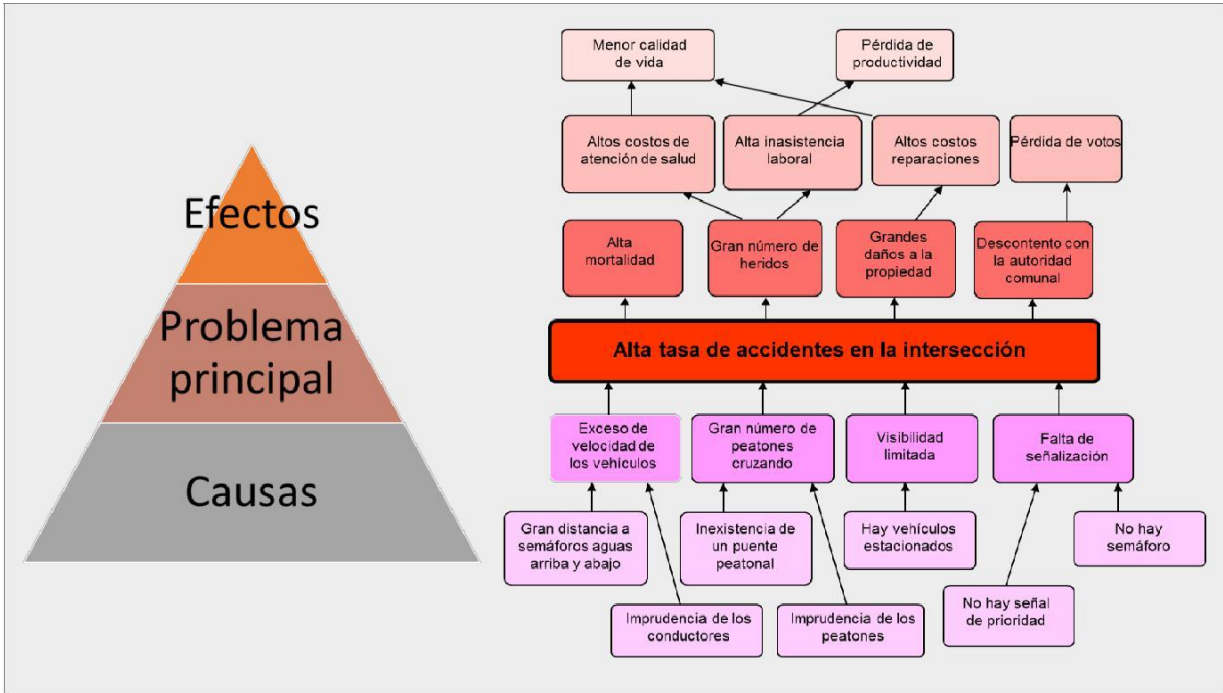 Efectos
Problema
principal
Causas
Menor calidad
de vida
Pérdida de
productividad
Altos costos de
atención de salud
Alta inasistencia
laboral
Altos costos
reparaciones
Pérdida de votos
Alta
mortalidad
Gran número de
heridos
Grandes
daños a la
propiedad
Descontento con
la autoridad
comunal
Alta tasa de accidentes en la intersección
Exceso de
velocidad de
los vehículos
Gran número de
peatones
cruzando
Visibilidad
limitada
Falta de
señalización
Gran distancia a
semáforos aguas
arriba y abajo
Inexistencia de
un puente
peatonal
Hay vehículos
estacionados
No hay
semáforo
Imprudencia de los
conductores
Imprudencia de los
peatones
No hay señal
de prioridad